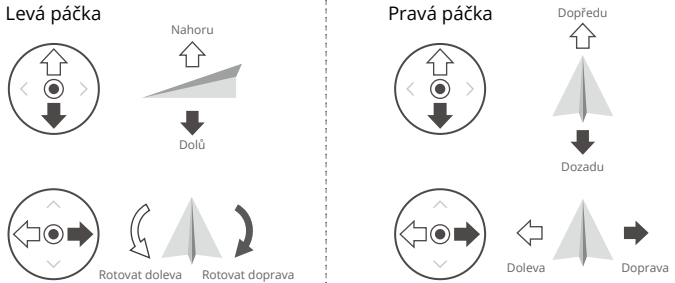 Levá páčka
Nahoru
Dolů
Rotovat doleva
Rotovat doprava
Pravá páčka
Dopředu
Dozadu
Doleva
Doprava